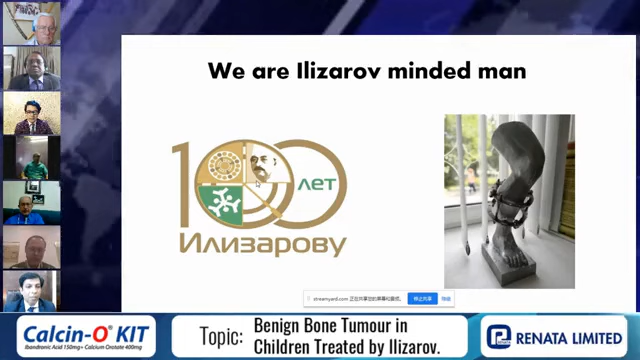 We are Ilizarov minded man
100
лет
Илизарову
streamyard.com 正在共享您的屏幕和音频。 停止共享 隐藏
Calcin-O® KIT
Ibandronic Acid 150mg + Calcium Orotate 400mg
Topic:
Benign Bone Tumour in
Children Treated by Ilizarov.
RENATA LIMITED